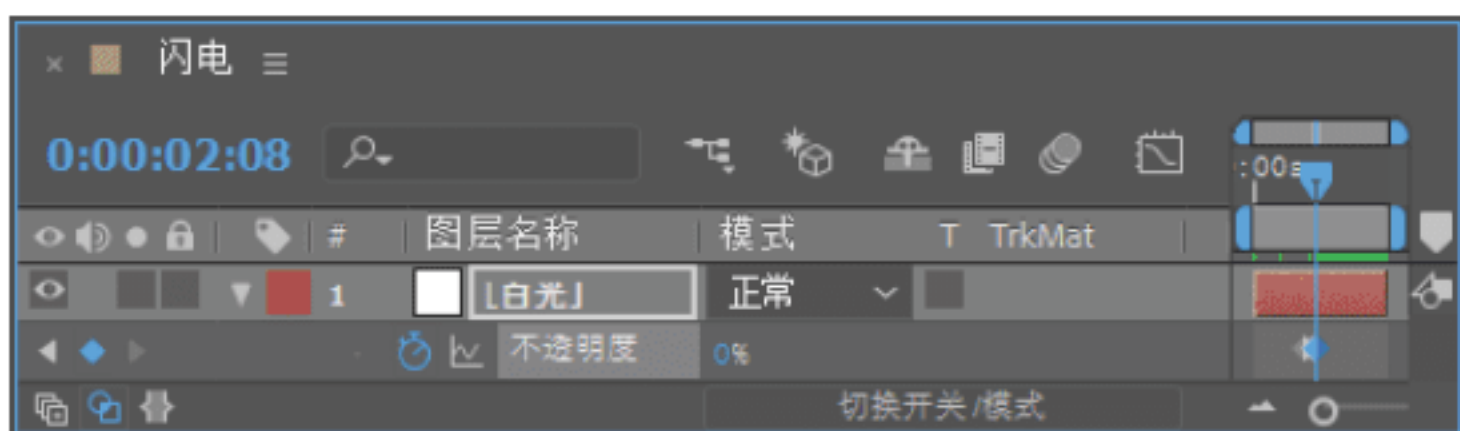 闪电
0:00:02:08
:00s
# 图层名称 模式 T TrkMat
1 [白光] 正常
不透明度 0%
切换开关/模式